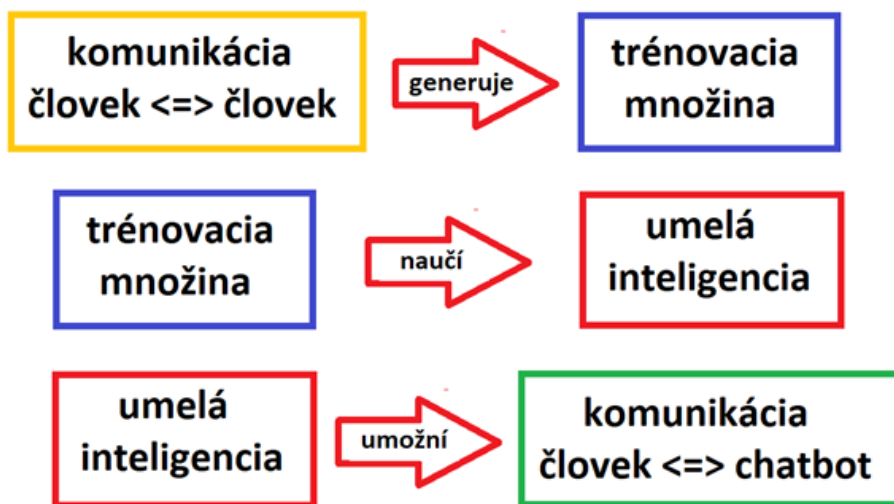 komunikácia
človek <=> človek
generuje
trénovacia
množina
trénovacia
množina
naučí
umelá
inteligencia
umelá
inteligencia
umožní
komunikácia
človek <=> chatbot